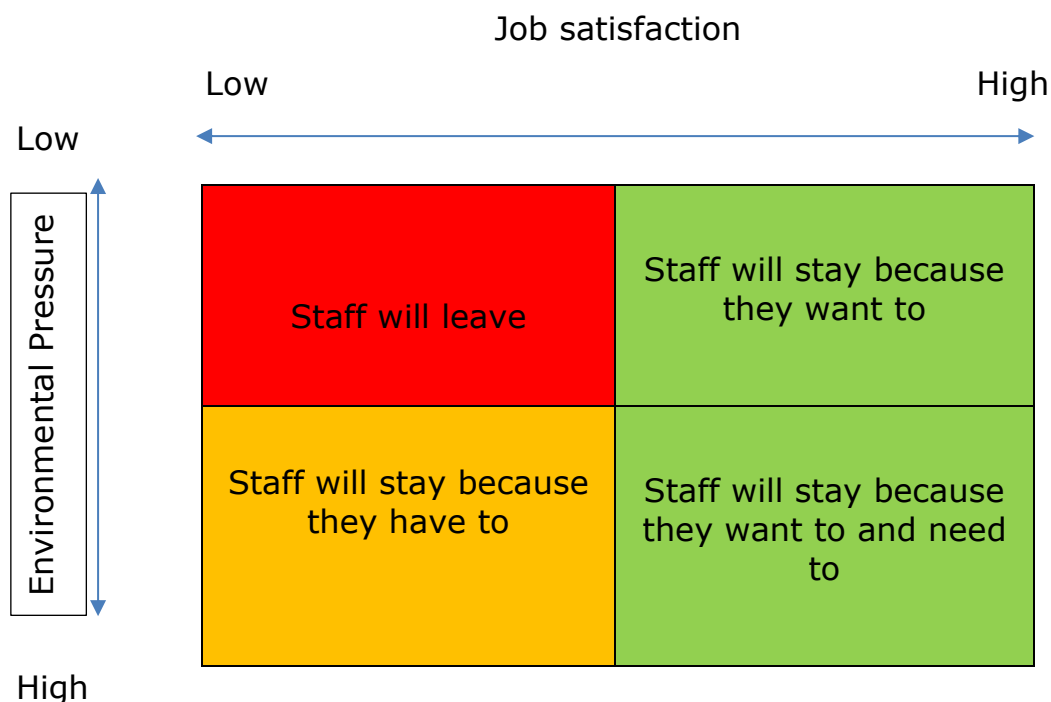 Job satisfaction
Low
High
Low
Environmental Pressure
Staff will leave
Staff will stay because
they want to
Staff will stay because
they have to
Staff will stay because
they want to and need
to
High